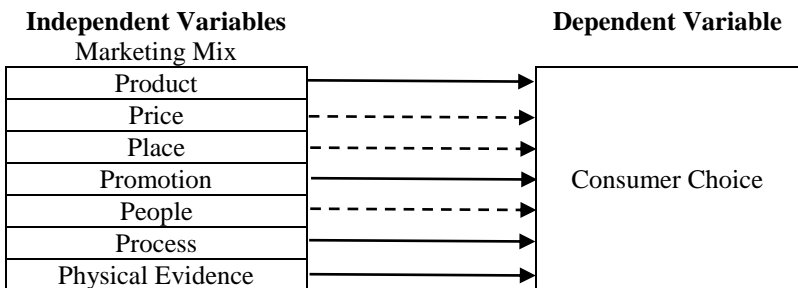 Independent Variables
Marketing Mix
Product
Price
Place
Promotion
People
Process
Physical Evidence
Dependent Variable
Consumer Choice